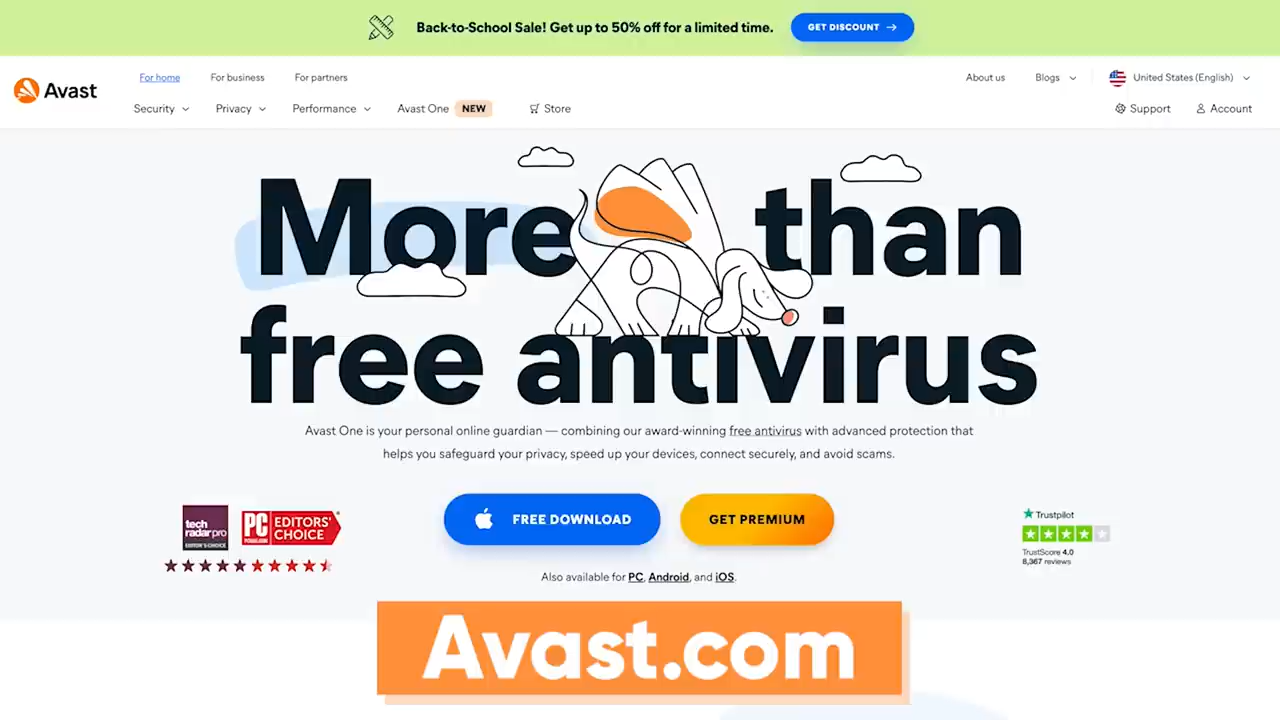 Back-to-School Sale! Get up to 50% off for a limited time.
GET DISCOUNT →
Avast
For home
For business
For partners
About us
Blogs
United States (English)
Security
Privacy
Performance
Avast One
NEW
Store
Support
Account
More than
free antivirus
Avast One is your personal online guardian — combining our award-winning free antivirus with advanced protection that
helps you safeguard your privacy, speed up your devices, connect securely, and avoid scams.
tech
radar pro
EDITOR'S CHOICE
PC
EDITORS'
CHOICE
FREE DOWNLOAD
GET PREMIUM
Trustpilot
TrustScore 4.0
8,367 reviews
Also available for PC, Android, and iOS.
Avast.com